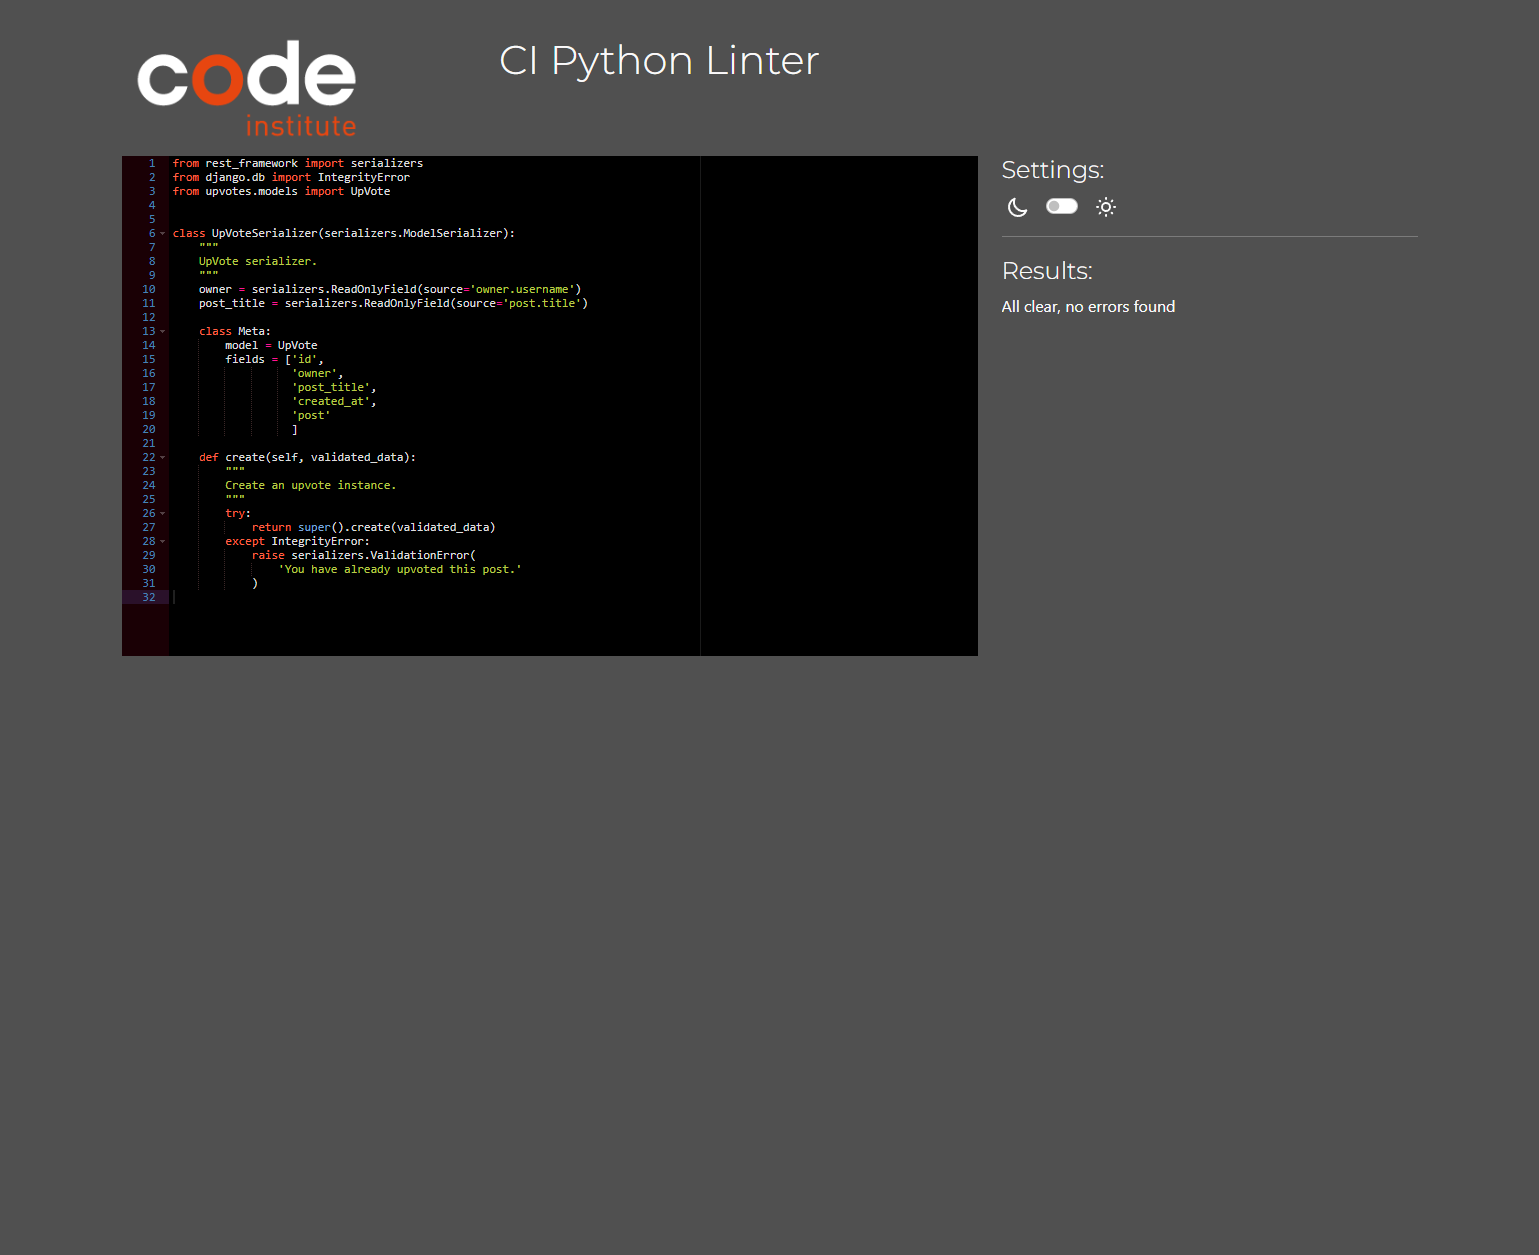 code
institute
CI Python Linter
1 from rest_framework import serializers
2 from django.db import IntegrityError
3 from upvotes.models import UpVote
4
5
6 class UpVoteSerializer(serializers.ModelSerializer):
7     """
8     UpVote serializer.
9     """
10     owner = serializers.ReadOnlyField(source='owner.username')
11     post_title = serializers.ReadOnlyField(source='post.title')
12
13     class Meta:
14         model = UpVote
15         fields = ['id',
16                   'owner',
17                   'post_title',
18                   'created_at',
19                   'post'
20                   ]
21
22     def create(self, validated_data):
23         """
24         Create an upvote instance.
25         """
26         try:
27             return super().create(validated_data)
28         except IntegrityError:
29             raise serializers.ValidationError(
30                 'You have already upvoted this post.'
31             )
32
Settings:
Results:
All clear, no errors found